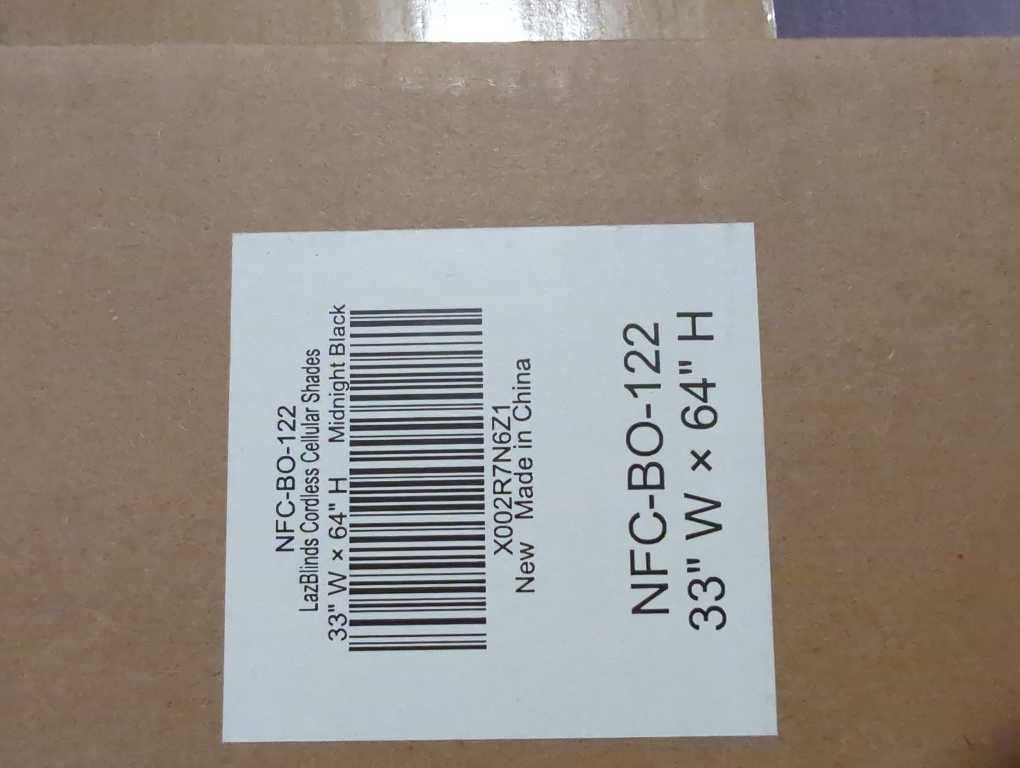 NFC-BO-122
LazBlinds Cordless Cellular Shades
33" W × 64" H Midnight Black
X002R7N6Z1
New Made in China
NFC-BO-122
33" W × 64" H